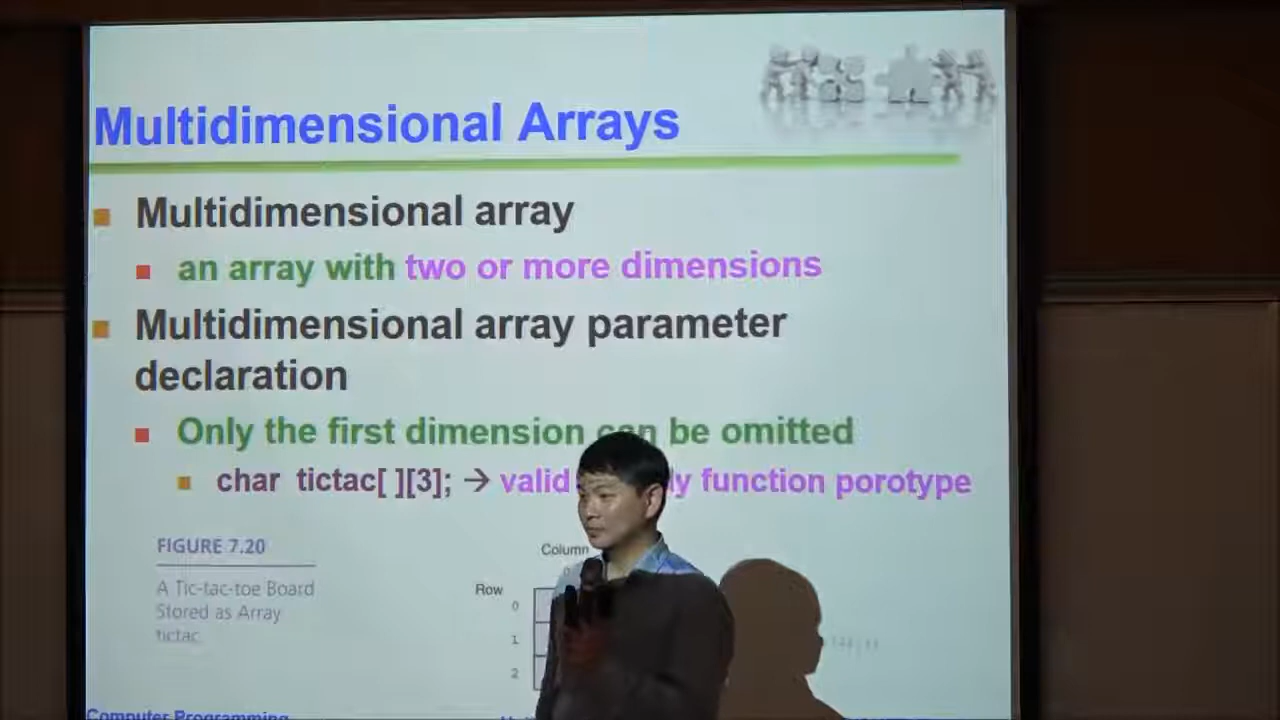 Multidimensional Arrays
Multidimensional array
an array with two or more dimensions
Multidimensional array parameter
declaration
Only the first dimension can be omitted
char tictac[ ][3]; → valid function porotype
FIGURE 7.20
A Tic-tac-toe Board
Stored as Array
tictac
Column
Row
0
1
2
Computer Programming